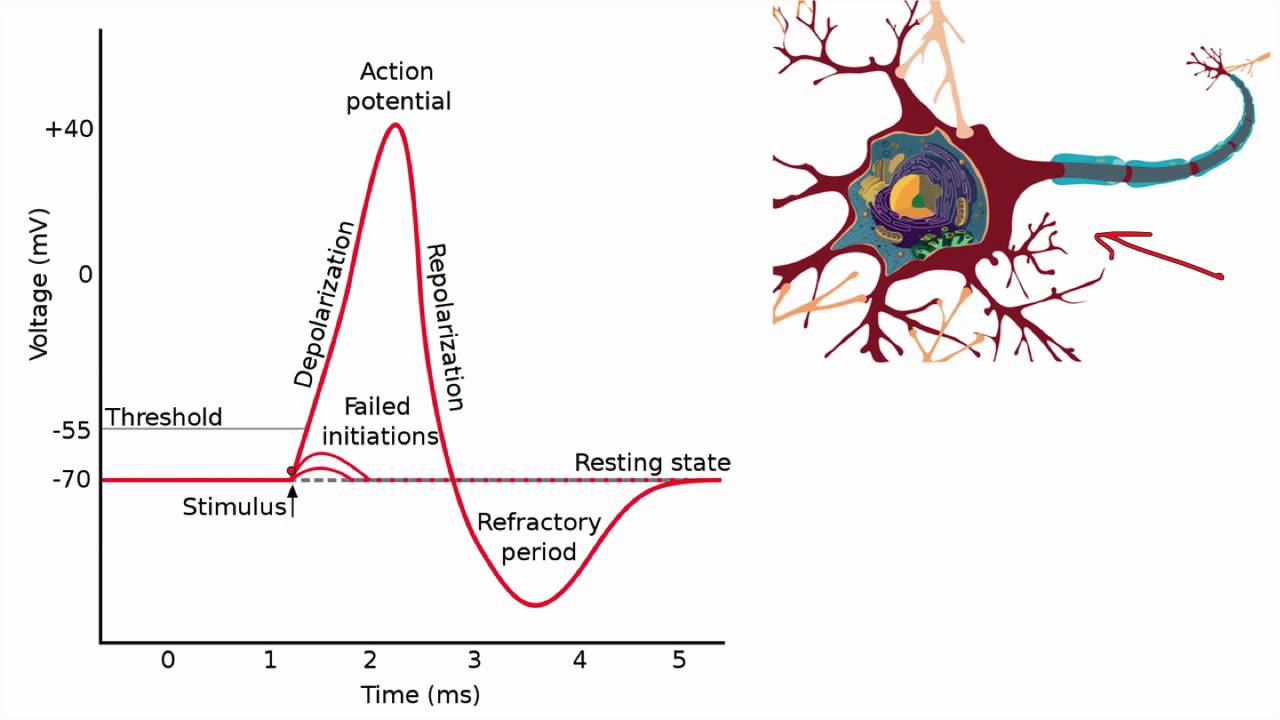 Action
potential
+40
Voltage (mV)
0
Depolarization
Repolarization
Failed
initiations
Threshold
-55
Resting state
-70
Stimulus
Refractory
period
0 1 2 3 4 5
Time (ms)